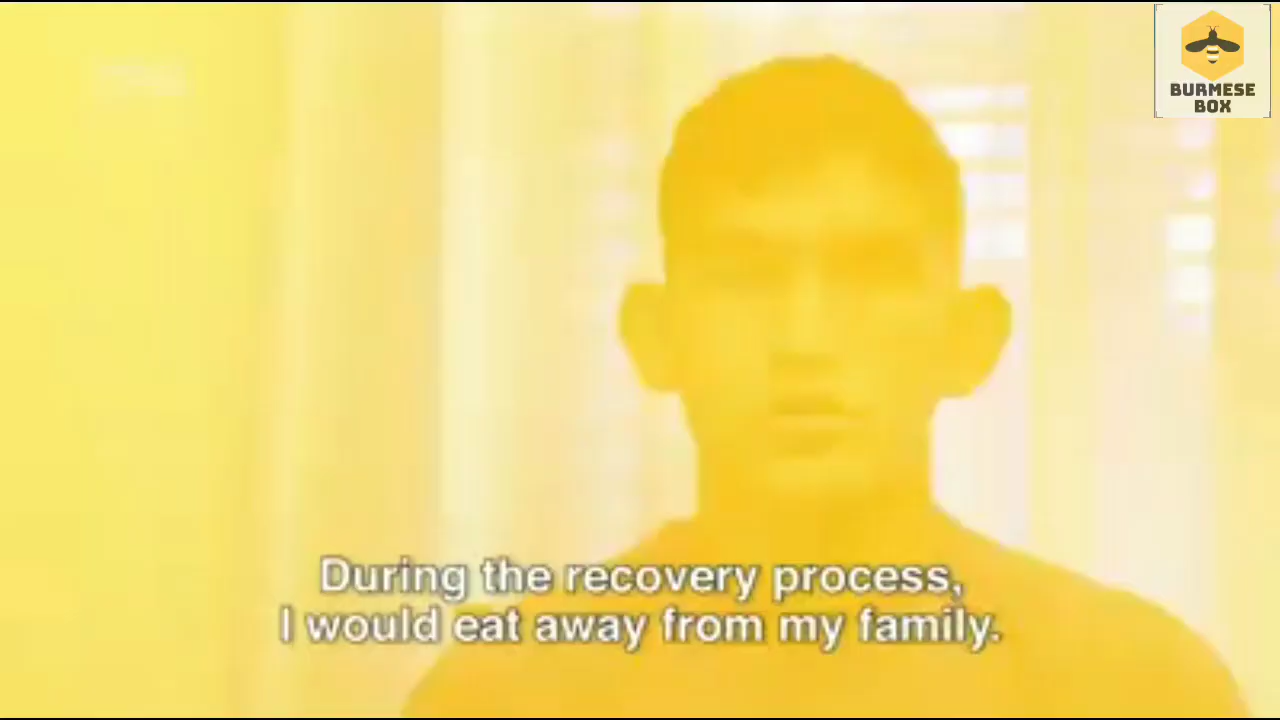 BURMESE
BOX
During the recovery process,
I would eat away from my family.